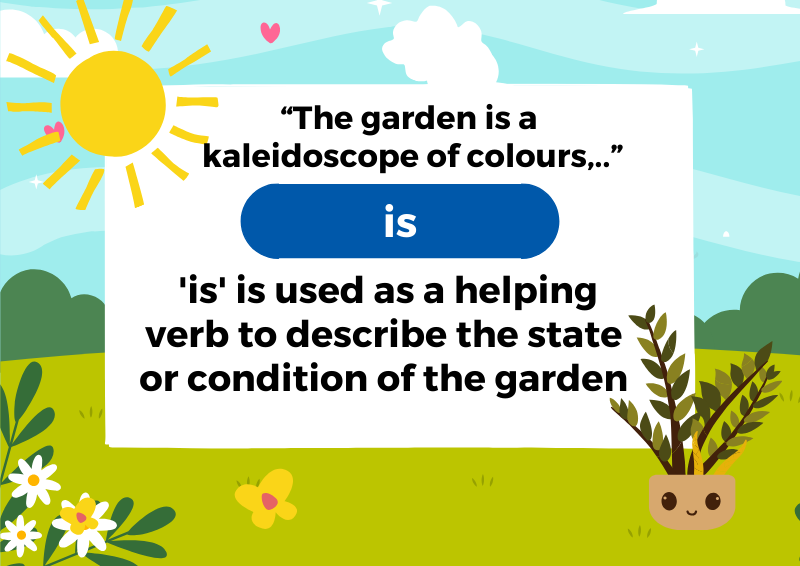 “The garden is a
kaleidoscope of colours,..”
is
'is' is used as a helping
verb to describe the state
or condition of the garden